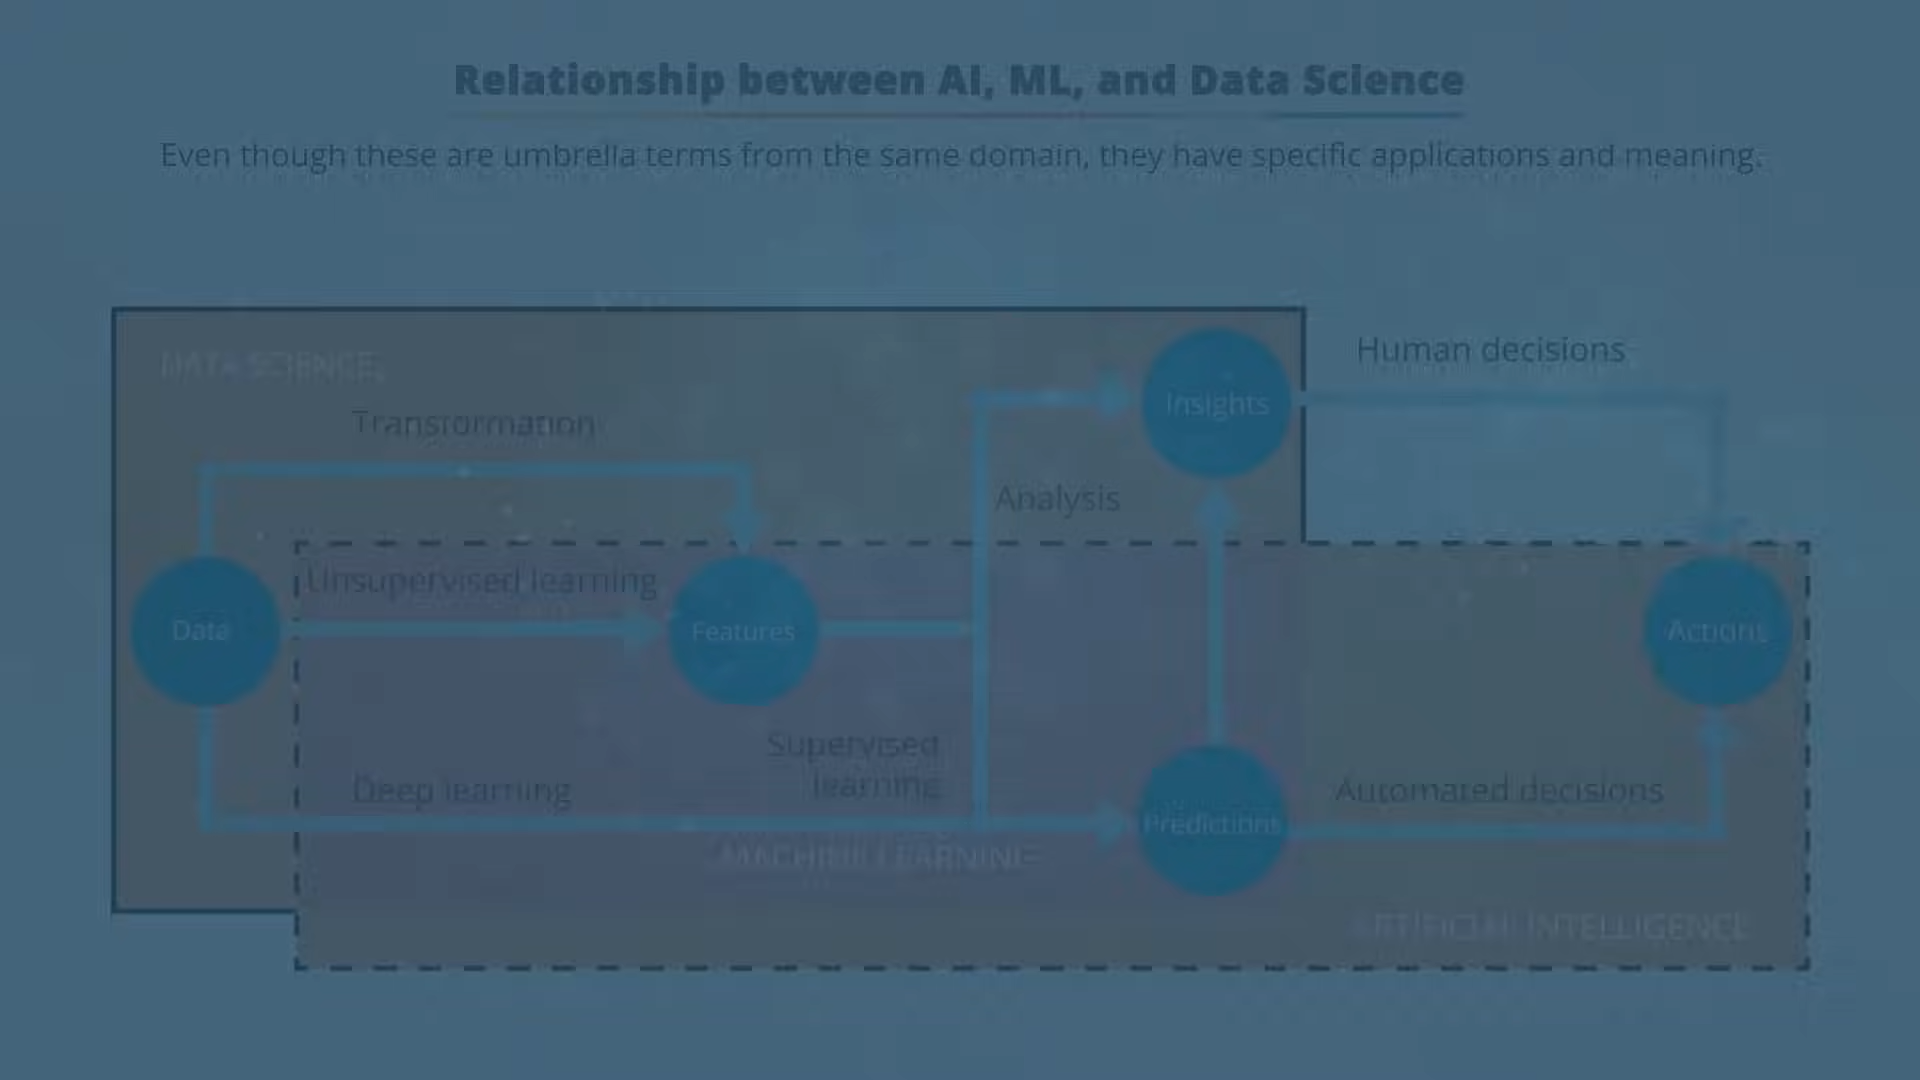 Relationship between AI, ML, and Data Science
Even though these are umbrella terms from the same domain, they have specific applications and meaning.
DATA SCIENCE
Human decisions
Insights
Transformation
Analysis
Unsupervised learning
Data
Features
Actions
Supervised
learning
Deep learning
Automated decisions
Predictions
MACHINE LEARNING
ARTIFICIAL INTELLIGENCE